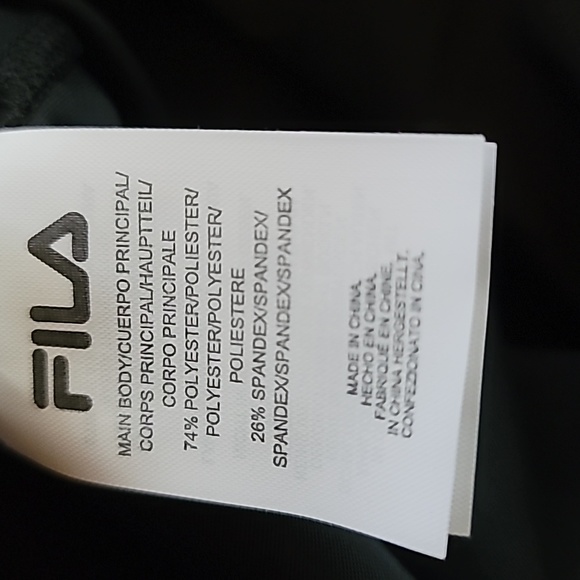 FILA
MAIN BODY/CUERPO PRINCIPAL/
CORPS PRINCIPAL/HAUPTTEIL/
CORPO PRINCIPALE
74% POLYESTER/POLIESTER/
POLYESTER/POLYESTER/
POLIESTERE
26% SPANDEX/SPANDEX/
SPANDEX/SPANDEX/SPANDEX
MADE IN CHINA.
HECHO EN CHINA.
FABRIQUÉ EN CHINE.
IN CHINA HERGESTELLT.
CONFEZIONATO IN CINA.